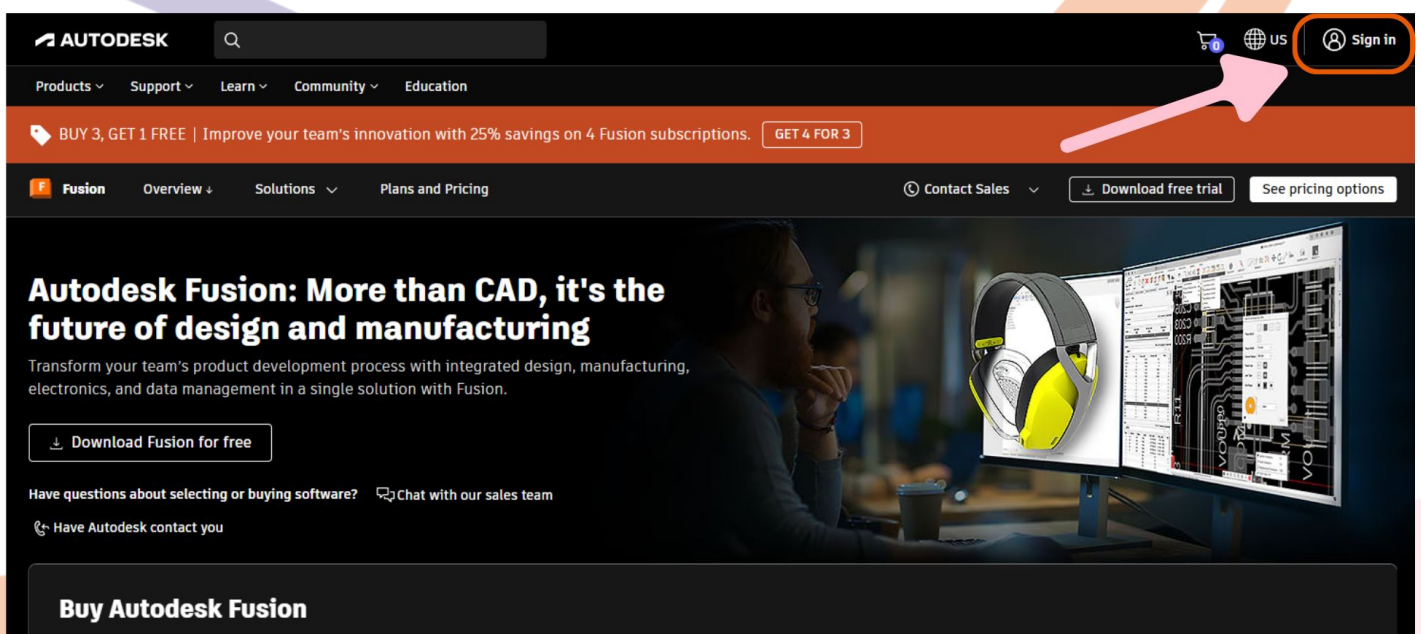 AUTODESK
0
US
Sign in
Products
Support
Learn
Community
Education
BUY 3, GET 1 FREE | Improve your team's innovation with 25% savings on 4 Fusion subscriptions.
GET 4 FOR 3
F
Fusion
Overview ↓
Solutions
Plans and Pricing
Contact Sales
Download free trial
See pricing options
Autodesk Fusion: More than CAD, it's the
future of design and manufacturing
Transform your team's product development process with integrated design, manufacturing,
electronics, and data management in a single solution with Fusion.
Download Fusion for free
Have questions about selecting or buying software?
Chat with our sales team
Have Autodesk contact you
R11
Buy Autodesk Fusion